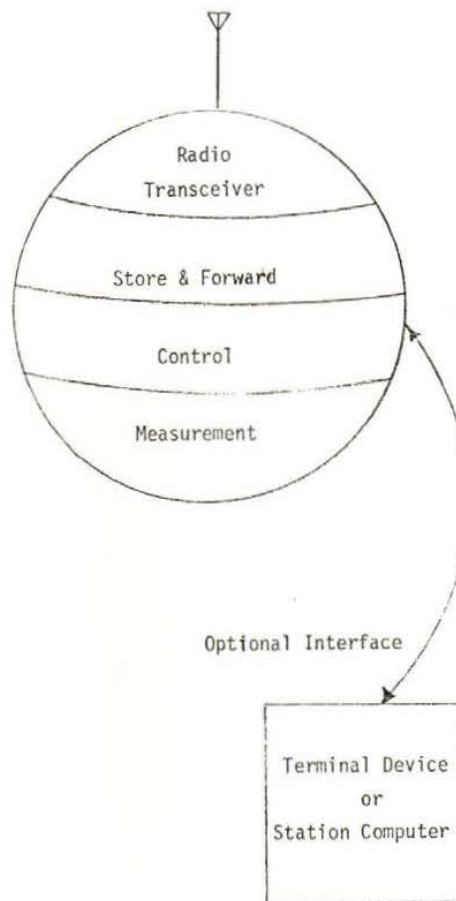 Radio
Transceiver
Store & Forward
Control
Measurement
Optional Interface
Terminal Device
or
Station Computer